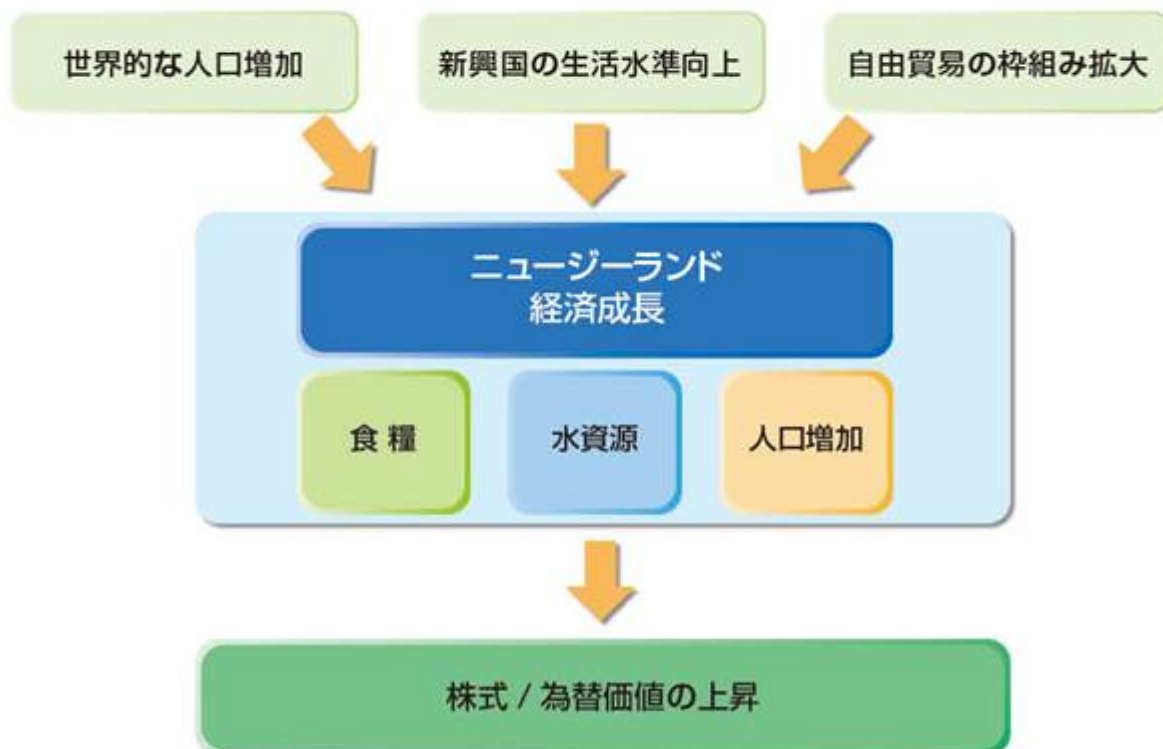 世界的な人口増加
新興国の生活水準向上
自由貿易の枠組み拡大
ニュージーランド
経済成長
食 糧
水資源
人口増加
株式 / 為替価値の上昇